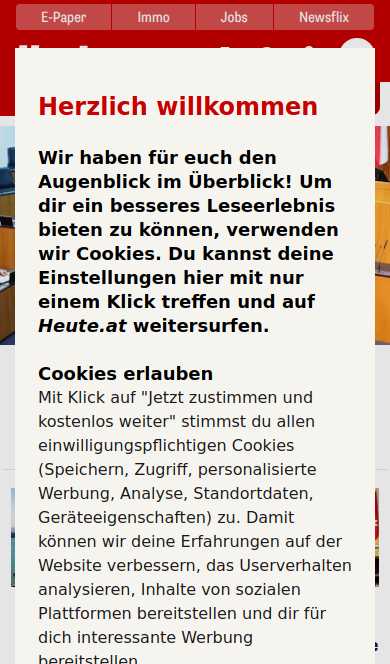 E-Paper
Immo
Jobs
Newsflix
Herzlich willkommen
Wir haben für euch den
Augenblick im Überblick! Um
dir ein besseres Leseerlebnis
bieten zu können, verwenden
wir Cookies. Du kannst deine
Einstellungen hier mit nur
einem Klick treffen und auf
Heute.at weitersurfen.
Cookies erlauben
Mit Klick auf "Jetzt zustimmen und
kostenlos weiter" stimmst du allen
einwilligungspflichtigen Cookies
(Speichern, Zugriff, personalisierte
Werbung, Analyse, Standortdaten,
Geräteeigenschaften) zu. Damit
können wir deine Erfahrungen auf der
Website verbessern, das Userverhalten
analysieren, Inhalte von sozialen
Plattformen bereitstellen und dir für
dich interessante Werbung
bereitstellen